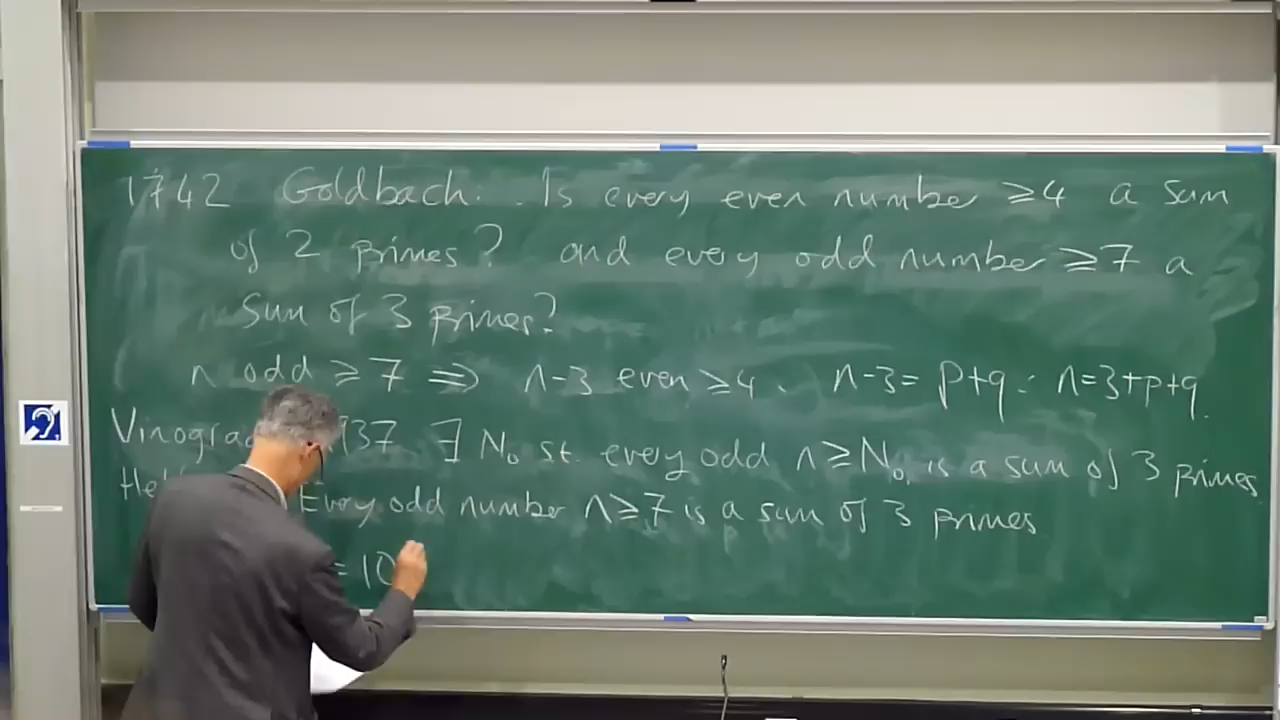 1742 Goldbach: Is every even number ≥4 a sum
of 2 primes? and every odd number ≥7 a
sum of 3 primes?
n odd ≥7 ⇒ n-3 even ≥4. n-3=p+q ∴ n=3+p+q.
937 ∃ N₀ st. every odd n≥N₀ is a sum of 3 primes
Every odd number n≥7 is a sum of 3 primes
= 10